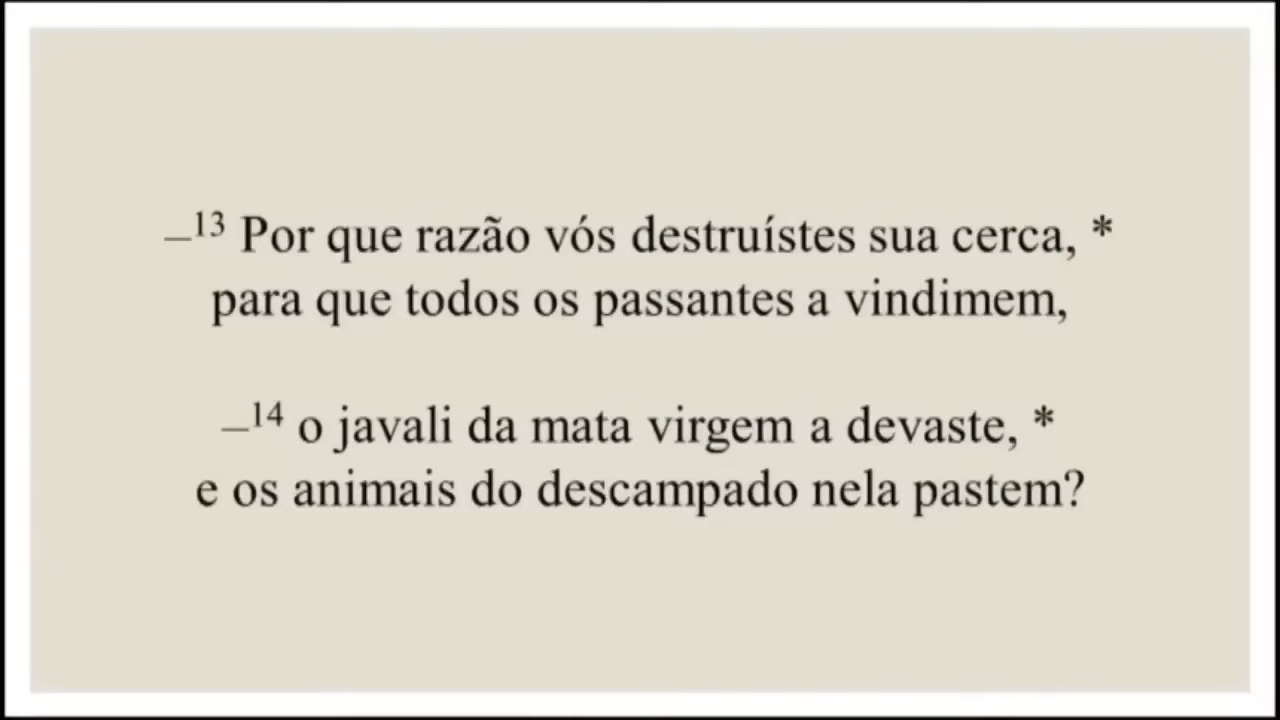 –¹³ Por que razão vós destruístes sua cerca, *
para que todos os passantes a vindimem,
–¹⁴ o javali da mata virgem a devaste, *
e os animais do descampado nela pastem?